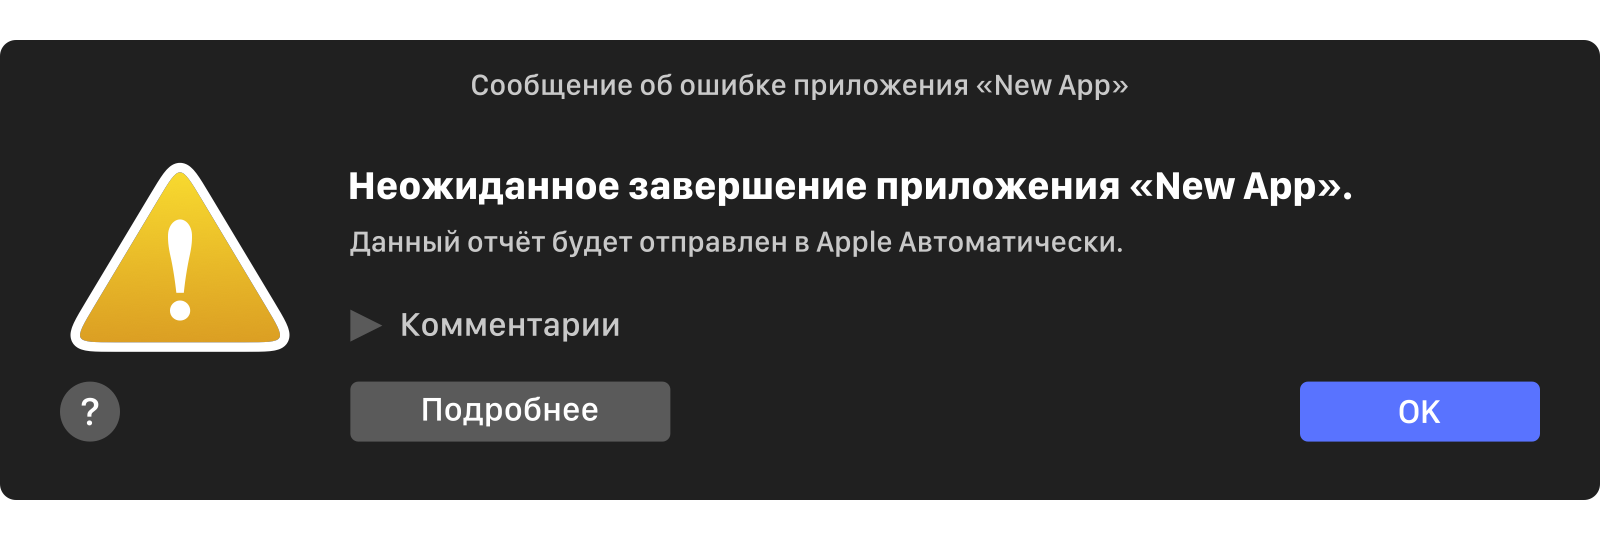 Сообщение об ошибке приложения «New App»
Неожиданное завершение приложения «New App».
Данный отчёт будет отправлен в Apple Автоматически.
Комментарии
?
Подробнее
OK